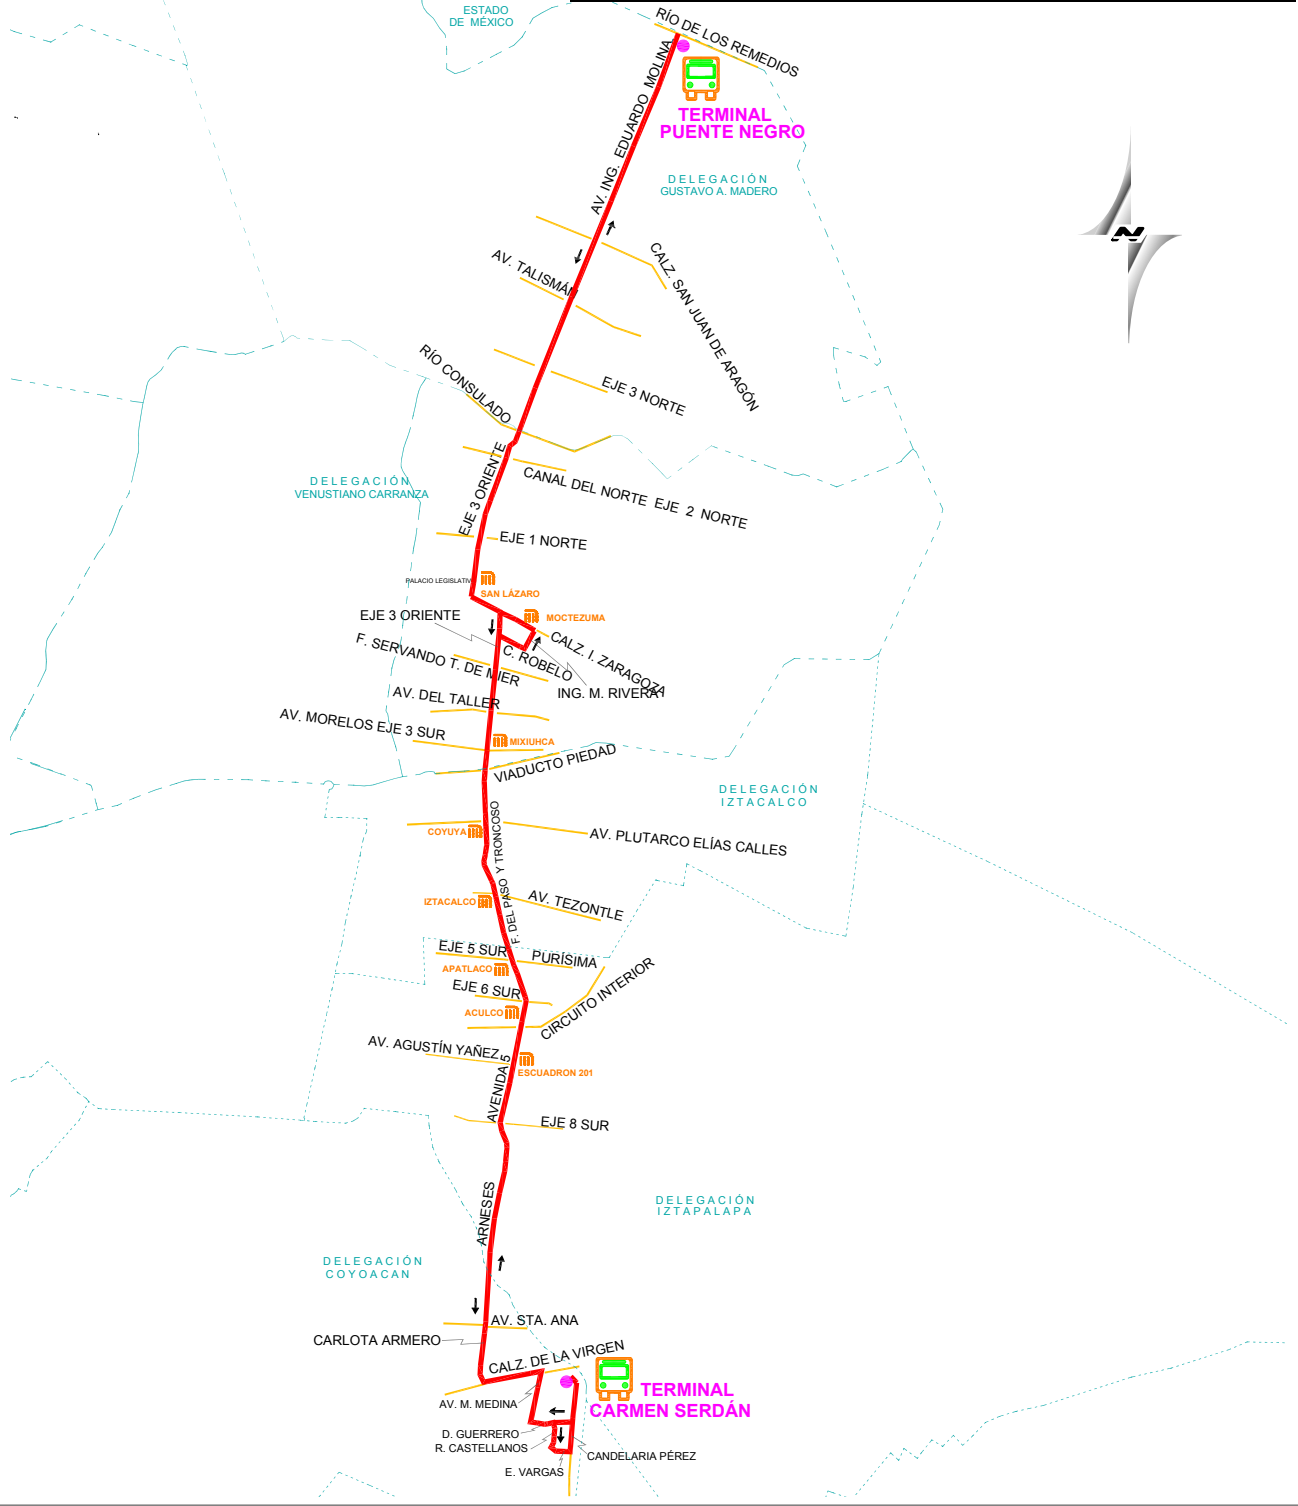 ESTADO
DE MÉXICO
RÍO DE LOS REMEDIOS
AV. ING. EDUARDO MOLINA
TERMINAL
PUENTE NEGRO
DELEGACIÓN
GUSTAVO A. MADERO
N
CALZ. SAN JUAN DE ARAGÓN
AV. TALISMÁN
RÍO CONSULADO
EJE 3 NORTE
EJE 3 ORIENTE
CANAL DEL NORTE EJE 2 NORTE
DELEGACIÓN
VENUSTIANO CARRANZA
EJE 1 NORTE
PALACIO LEGISLATIV
SAN LÁZARO
EJE 3 ORIENTE
MOCTEZUMA
F. SERVANDO T. DE MIER
C. ROBELO
CALZ. I. ZARAGOZA
ING. M. RIVERA
AV. DEL TALLER
AV. MORELOS EJE 3 SUR
MIXIUHCA
VIADUCTO PIEDAD
DELEGACIÓN
IZTACALCO
F. DEL PASO Y TRONCOSO
COYUYA
AV. PLUTARCO ELÍAS CALLES
IZTACALCO
AV. TEZONTLE
EJE 5 SUR
PURÍSIMA
APATLACO
EJE 6 SUR
CIRCUITO INTERIOR
ACULCO
AV. AGUSTÍN YAÑEZ
ESCUADRON 201
AVENIDA 5
EJE 8 SUR
ARNESES
DELEGACIÓN
IZTAPALAPA
DELEGACIÓN
COYOACAN
AV. STA. ANA
CARLOTA ARMERO
CALZ. DE LA VIRGEN
TERMINAL
CARMEN SERDÁN
AV. M. MEDINA
D. GUERRERO
R. CASTELLANOS
CANDELARIA PÉREZ
E. VARGAS